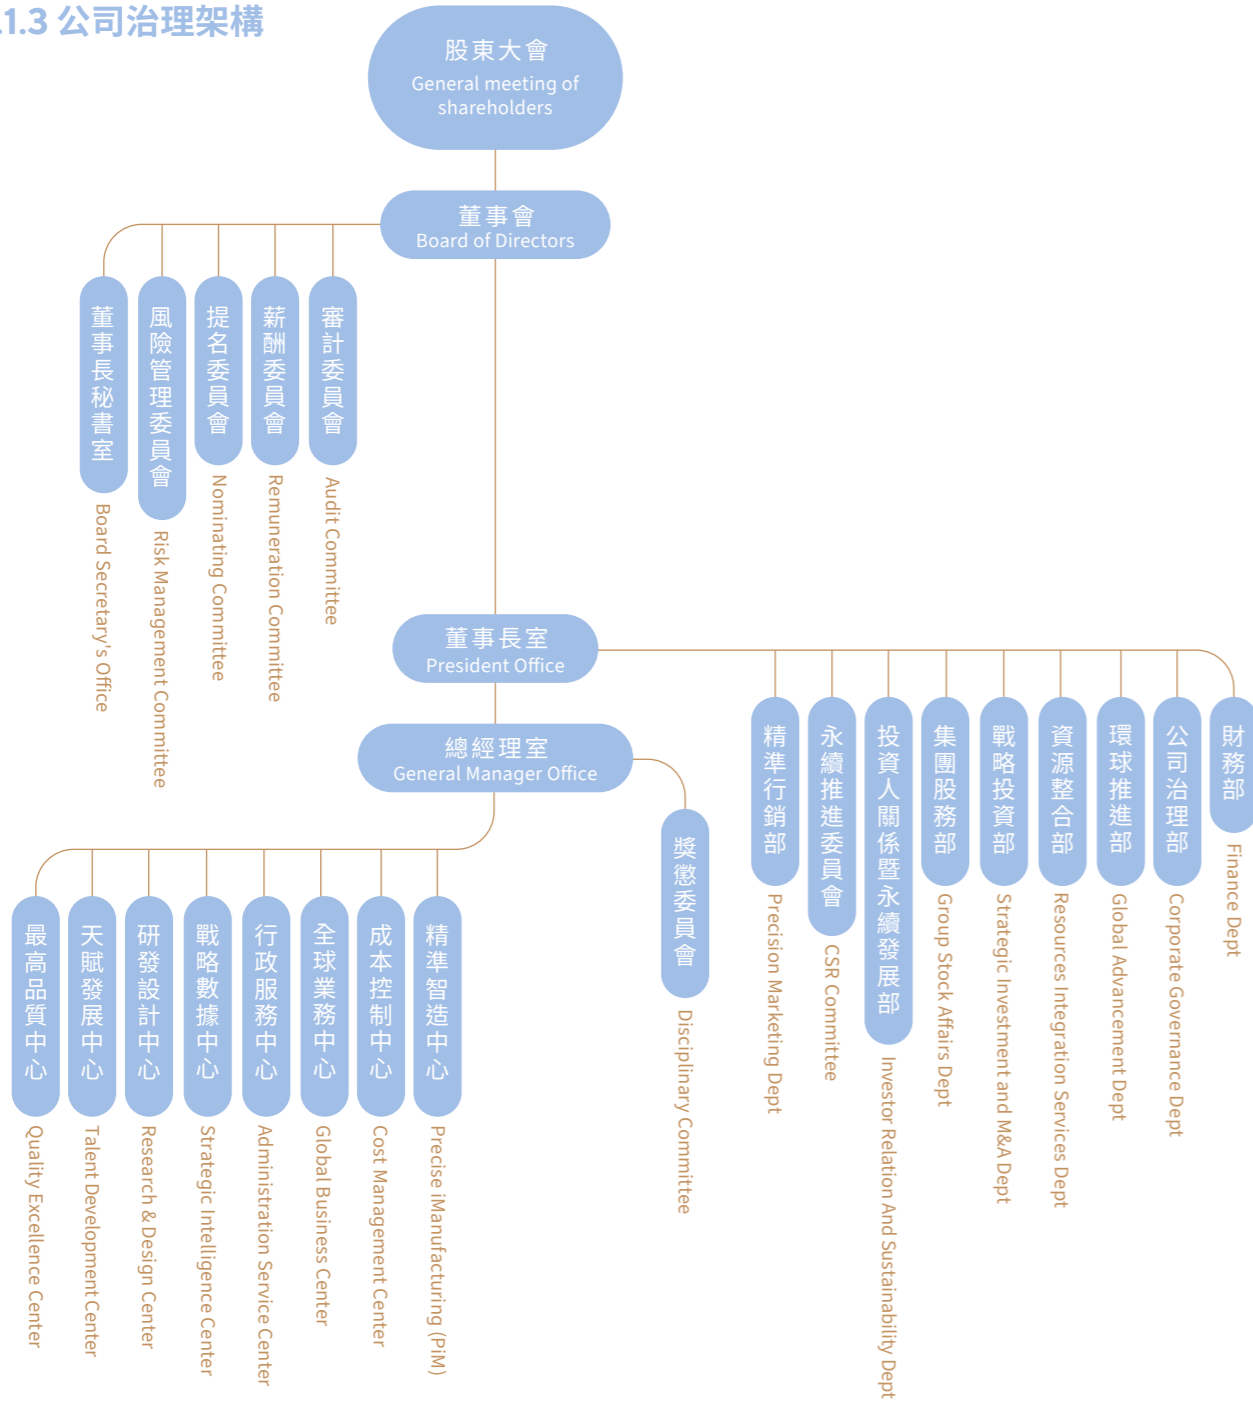 .1.3 公司治理架構
股東大會
General meeting of
shareholders
董事會
Board of Directors
董事長秘書室
Board Secretary's Office
風險管理委員會
Risk Management Committee
提名委員會
Nominating Committee
薪酬委員會
Remuneration Committee
審計委員會
Audit Committee
董事長室
President Office
精準行銷部
Precision Marketing Dept
永續推進委員會
CSR Committee
投資人關係暨永續發展部
Investor Relation And Sustainability Dept
集團股務部
Group Stock Affairs Dept
戰略投資部
Strategic Investment and M&A Dept
資源整合部
Resources Integration Services Dept
環球推進部
Global Advancement Dept
公司治理部
Corporate Governance Dept
財務部
Finance Dept
總經理室
General Manager Office
獎懲委員會
Disciplinary Committee
最高品質中心
Quality Excellence Center
天賦發展中心
Talent Development Center
研發設計中心
Research & Design Center
戰略數據中心
Strategic Intelligence Center
行政服務中心
Administration Service Center
全球業務中心
Global Business Center
成本控制中心
Cost Management Center
精準智造中心
Precise iManufacturing (PiM)